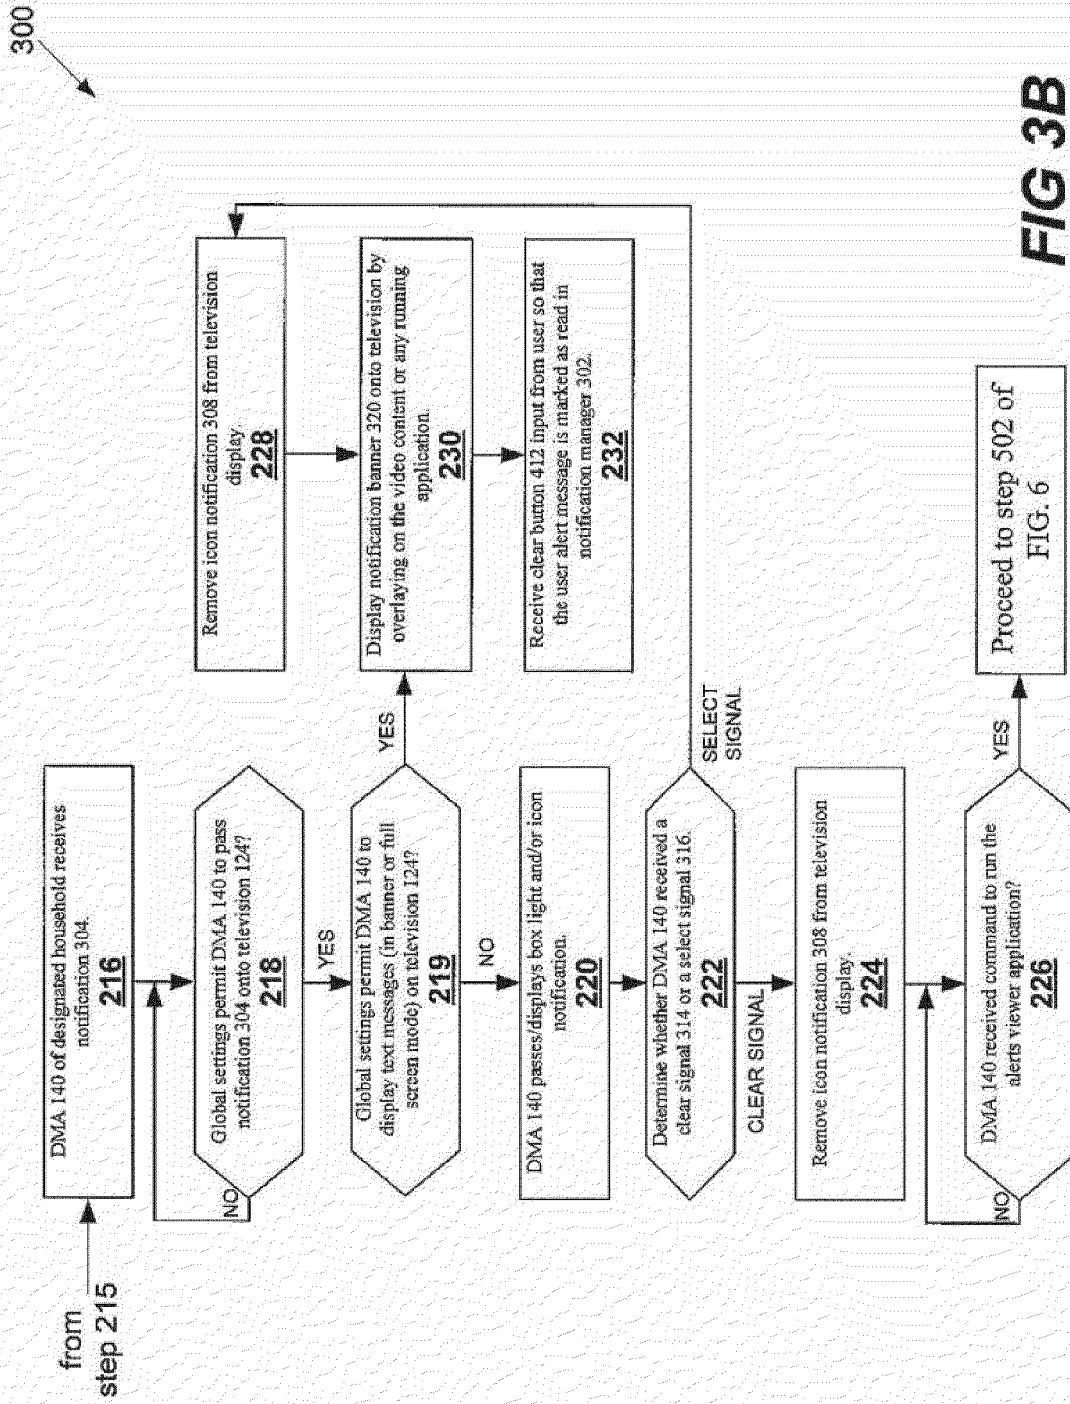 300
from
step 215
DMA 140 of designated household receives
notification 304.
216
Global settings permit DMA 140 to pass
notification 304 onto television 124?
218
NO
YES
Global settings permit DMA 140 to
display text messages (in banner or full
screen mode) on television 124?
219
YES
NO
DMA 140 passes/displays box light and/or icon
notification.
220
Determine whether DMA 140 received a
clear signal 314 or a select signal 316.
222
SELECT
SIGNAL
CLEAR SIGNAL
Remove icon notification 308 from television
display.
224
DMA 140 received command to run the
alerts viewer application?
226
NO
YES
Proceed to step 502 of
FIG. 6
Remove icon notification 308 from television
display.
228
Display notification banner 320 onto television by
overlaying on the video content or any running
application.
230
Receive clear button 412 input from user so that
the user alert message is marked as read in
notification manager 302.
232
FIG 3B